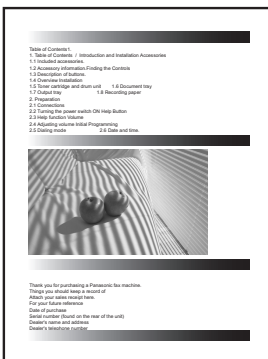 Table of Contents1.
1. Table of Contents / Introduction and Installation Accessories
1.1 Included accessories
1.2 Accessory information.Finding the Controls
1.3 Description of buttons.
1.4 Overview Installation
1.5 Toner cartridge and drum unit 1.6 Document tray
1.7 Output tray 1.8 Recording paper
2. Preparation
2.1 Connections
2.2 Turning the power switch ON Help Button
2.3 Help function Volume
2.4 Adjusting volume Initial Programming
2.5 Dialing mode 2.6 Date and time.
Thank you for purchasing a Panasonic fax machine.
Things you should keep a record of
Attach your sales receipt here.
For your future reference
Date of purchase
Serial number (found on the rear of the unit)
Dealer's name and address
Dealer's telephone number